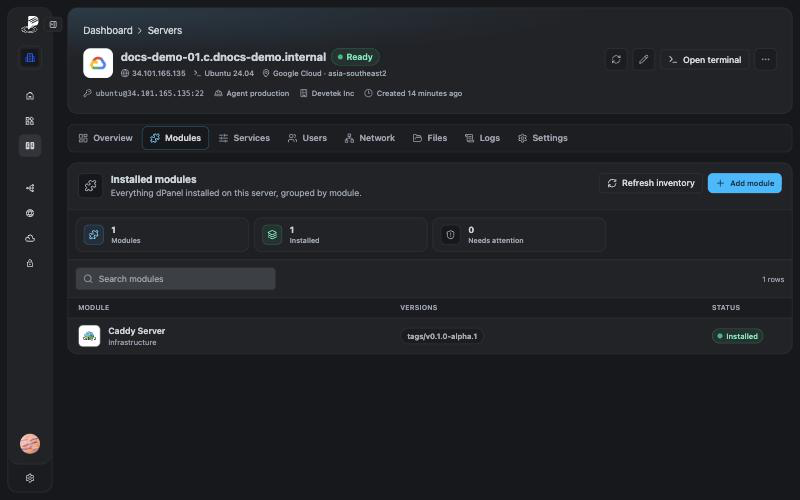 Dashboard > Servers
docs-demo-01.c.dnocs-demo.internal Ready
34.101.165.135 Ubuntu 24.04 Google Cloud · asia-southeast2
Open terminal
ubuntu@34.101.165.135:22 Agent production Devetek Inc Created 14 minutes ago
Overview Modules Services Users Network Files Logs Settings
Installed modules
Everything dPanel installed on this server, grouped by module.
Refresh inventory
Add module
1
Modules
1
Installed
0
Needs attention
Search modules
1 rows
MODULE VERSIONS STATUS
Caddy Server
Infrastructure
tags/v0.1.0-alpha.1
Installed